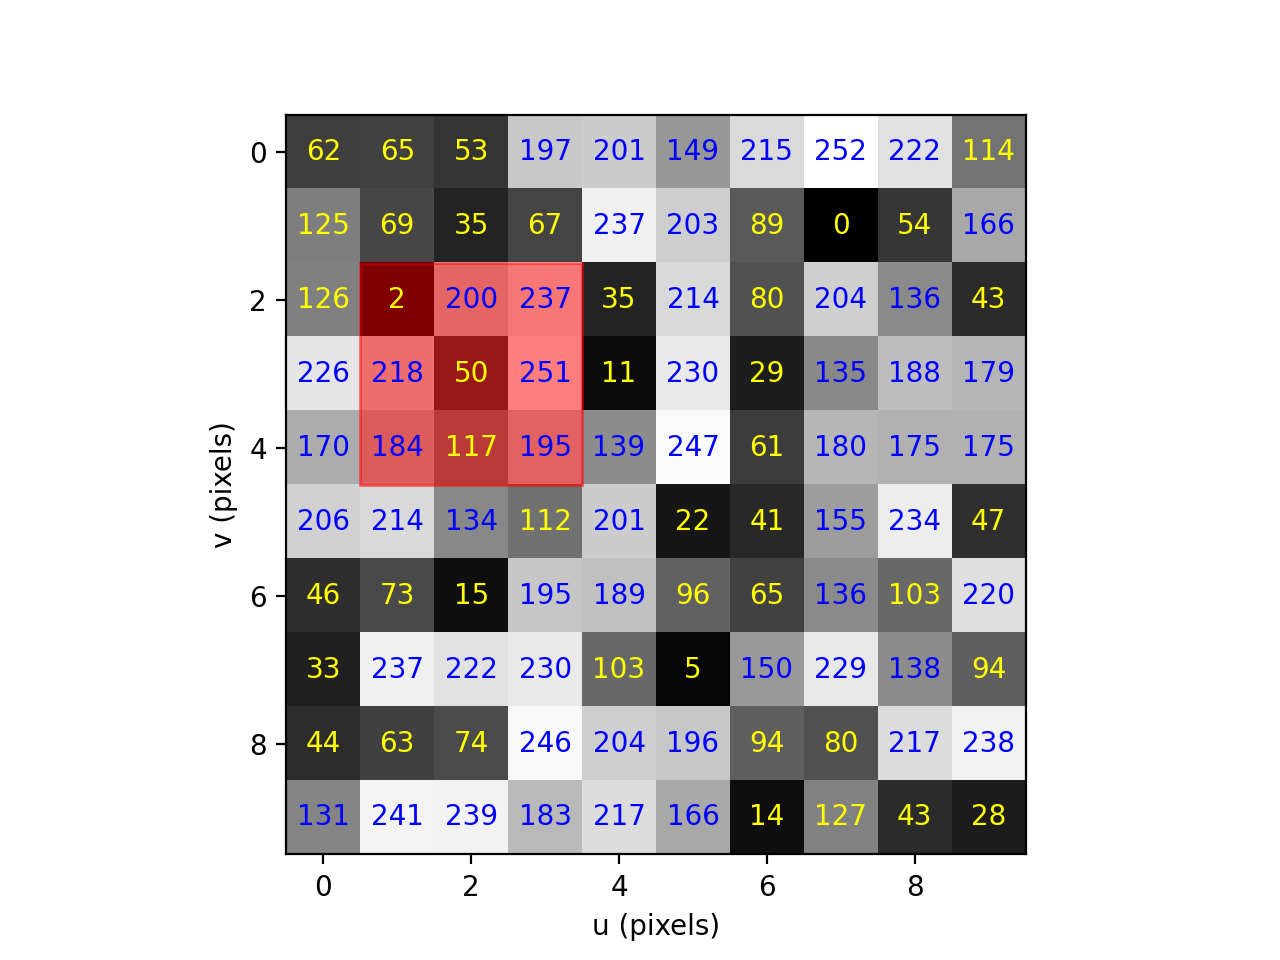 0 62 65 53 197 201 149 215 252 222 114
125 69 35 67 237 203 89 0 54 166
2 126 2 200 237 35 214 80 204 136 43
226 218 50 251 11 230 29 135 188 179
4 170 184 117 195 139 247 61 180 175 175
206 214 134 112 201 22 41 155 234 47
6 46 73 15 195 189 96 65 136 103 220
33 237 222 230 103 5 150 229 138 94
8 44 63 74 246 204 196 94 80 217 238
131 241 239 183 217 166 14 127 43 28
0 2 4 6 8
u (pixels)
v (pixels)